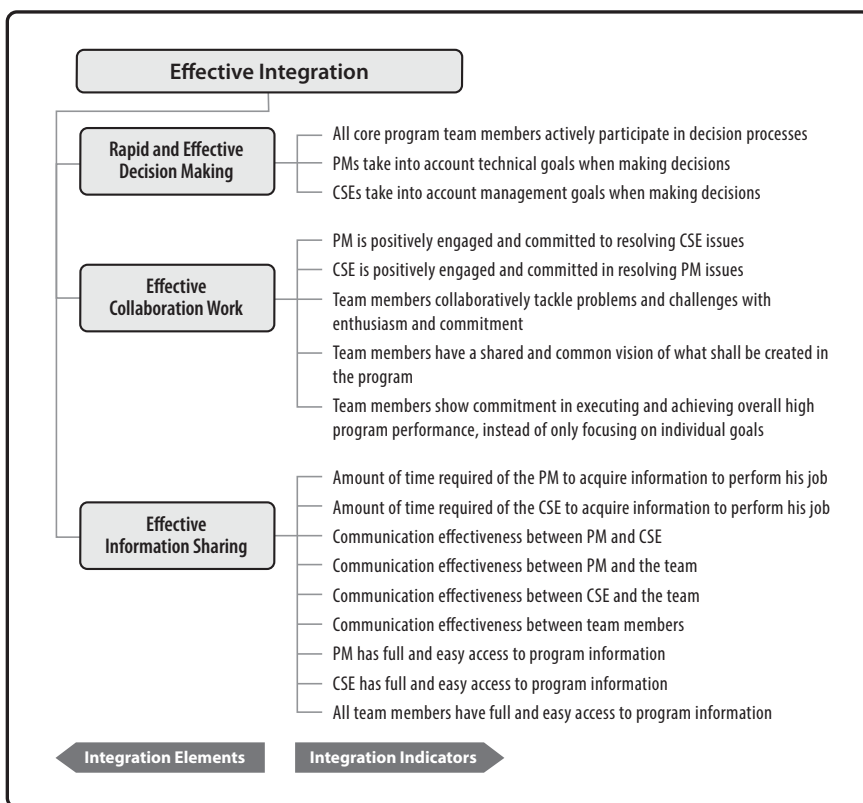 Effective Integration
Rapid and Effective
Decision Making
All core program team members actively participate in decision processes
PMs take into account technical goals when making decisions
CSEs take into account management goals when making decisions
Effective
Collaboration Work
PM is positively engaged and committed to resolving CSE issues
CSE is positively engaged and committed in resolving PM issues
Team members collaboratively tackle problems and challenges with
enthusiasm and commitment
Team members have a shared and common vision of what shall be created in
the program
Team members show commitment in executing and achieving overall high
program performance, instead of only focusing on individual goals
Effective
Information Sharing
Amount of time required of the PM to acquire information to perform his job
Amount of time required of the CSE to acquire information to perform his job
Communication effectiveness between PM and CSE
Communication effectiveness between PM and the team
Communication effectiveness between CSE and the team
Communication effectiveness between team members
PM has full and easy access to program information
CSE has full and easy access to program information
All team members have full and easy access to program information
Integration Elements
Integration Indicators